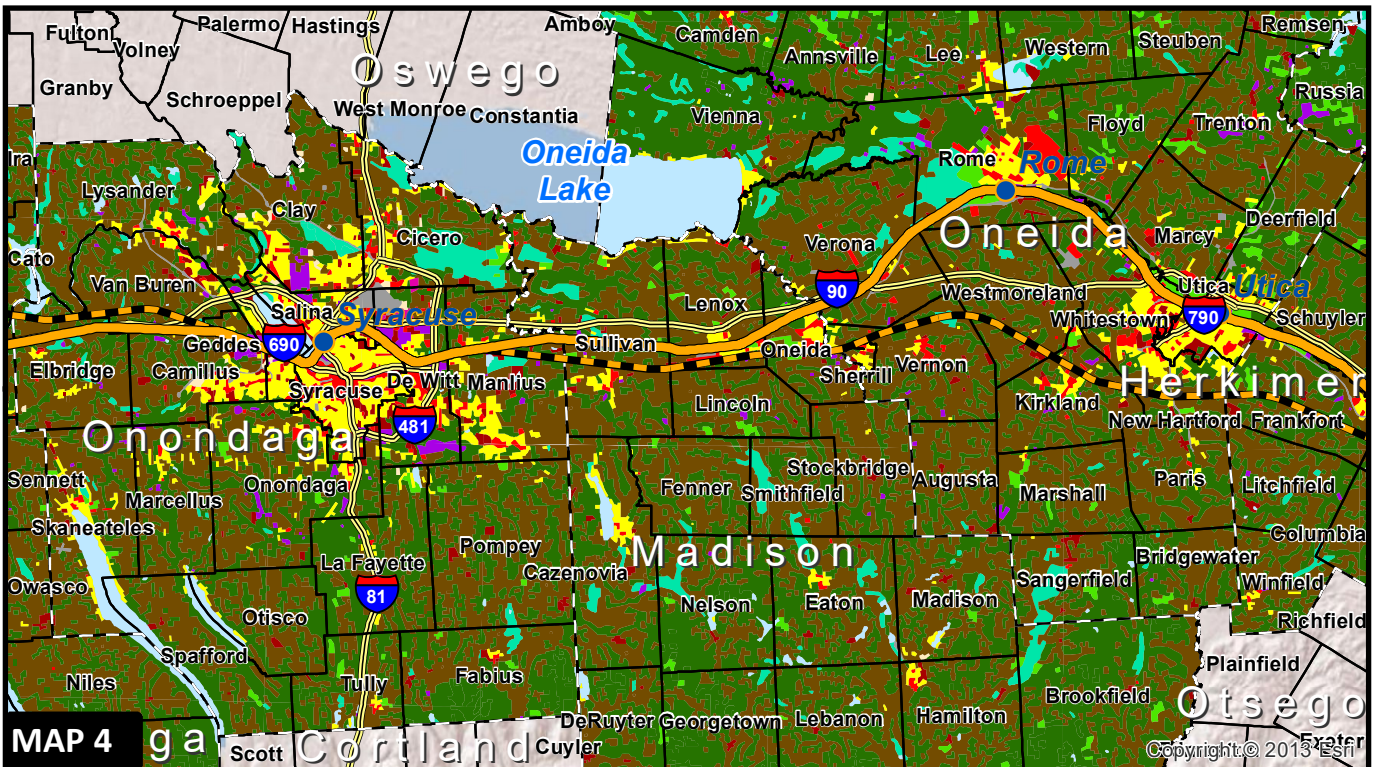 Fulton
Volney
Palermo
Hastings
Amboy
Camden
Annsville
Lee
Western
Steuben
Remsen
Granby
Schroeppel
Oswego
West Monroe
Constantia
Vienna
Russia
Floyd
Trenton
Oneida
Lake
Rome
Rome
Ira
Lysander
Clay
Cicero
Verona
Oneida
Marcy
Deerfield
Cato
Van Buren
Salina
Syracuse
Lenox
90
Westmoreland
Utica
Utica
Whitestown
790
Schuyler
Geddes
690
Sullivan
Oneida
Elbridge
Camillus
Syracuse
De Witt
Manlius
Sherrill
Vernon
Kirkland
Herkimer
New Hartford
Frankfort
Lincoln
481
Onondaga
Sennett
Marcellus
Onondaga
Fenner
Smithfield
Stockbridge
Augusta
Marshall
Paris
Litchfield
Skaneateles
Pompey
Madison
Columbia
Owasco
La Fayette
81
Cazenovia
Nelson
Eaton
Madison
Sangerfield
Bridgewater
Winfield
Otisco
Richfield
Spafford
Niles
Tully
Fabius
Plainfield
Brookfield
Otsego
DeRuyter
Georgetown
Lebanon
Hamilton
MAP 4
ga
Scott
Cortland
Cuyler
Exeter
Copyright:© 2013 Esri